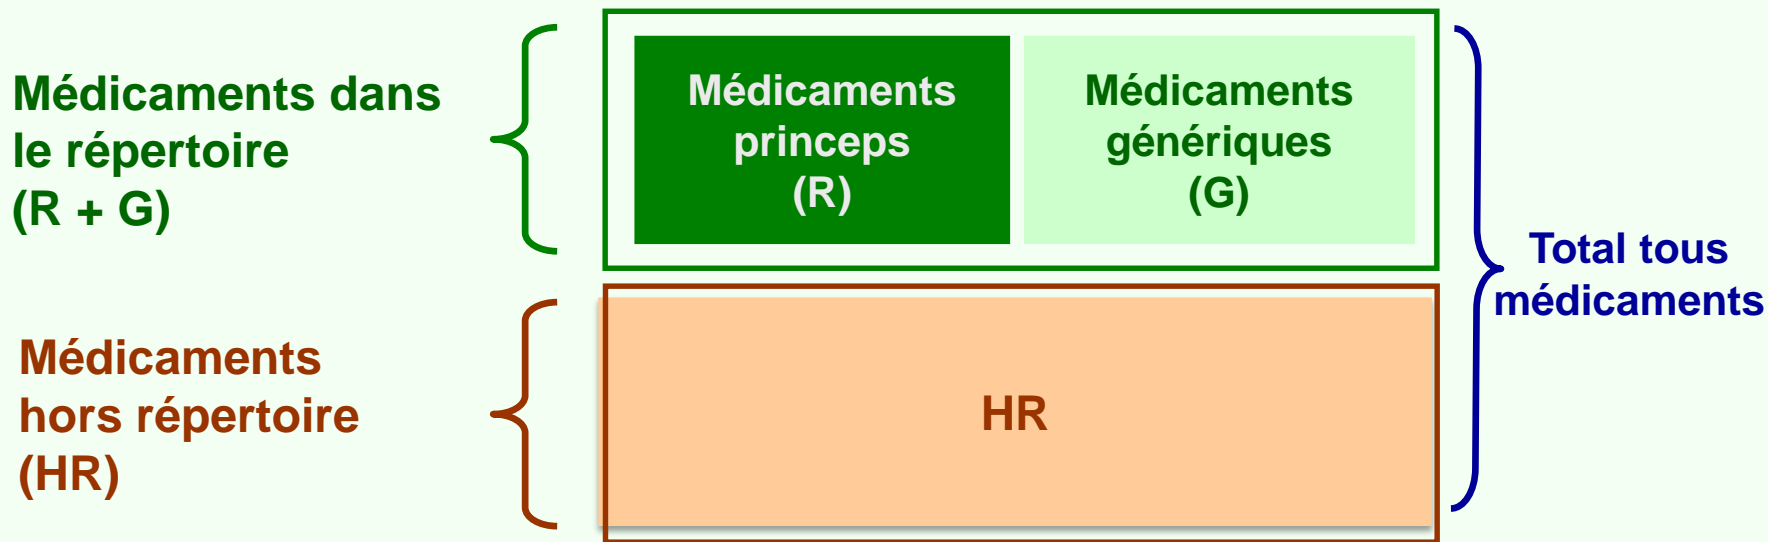 Médicaments dans
le répertoire
(R + G)
Médicaments
princeps
(R)
Médicaments
génériques
(G)
Total tous
médicaments
Médicaments
hors répertoire
(HR)
HR